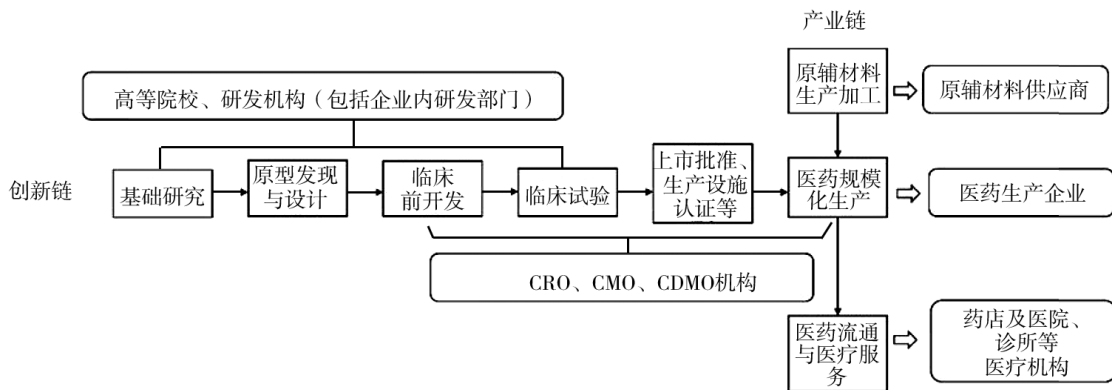 产业链
原辅材料
生产加工
原辅材料供应商
高等院校、研发机构（包括企业内研发部门）
创新链
基础研究
原型发现
与设计
临床
前开发
临床试验
上市批准、
生产设施
认证等
医药规模
化生产
医药生产企业
CRO、CMO、CDMO机构
医药流通
与医疗服
务
药店及医院、
诊所等
医疗机构